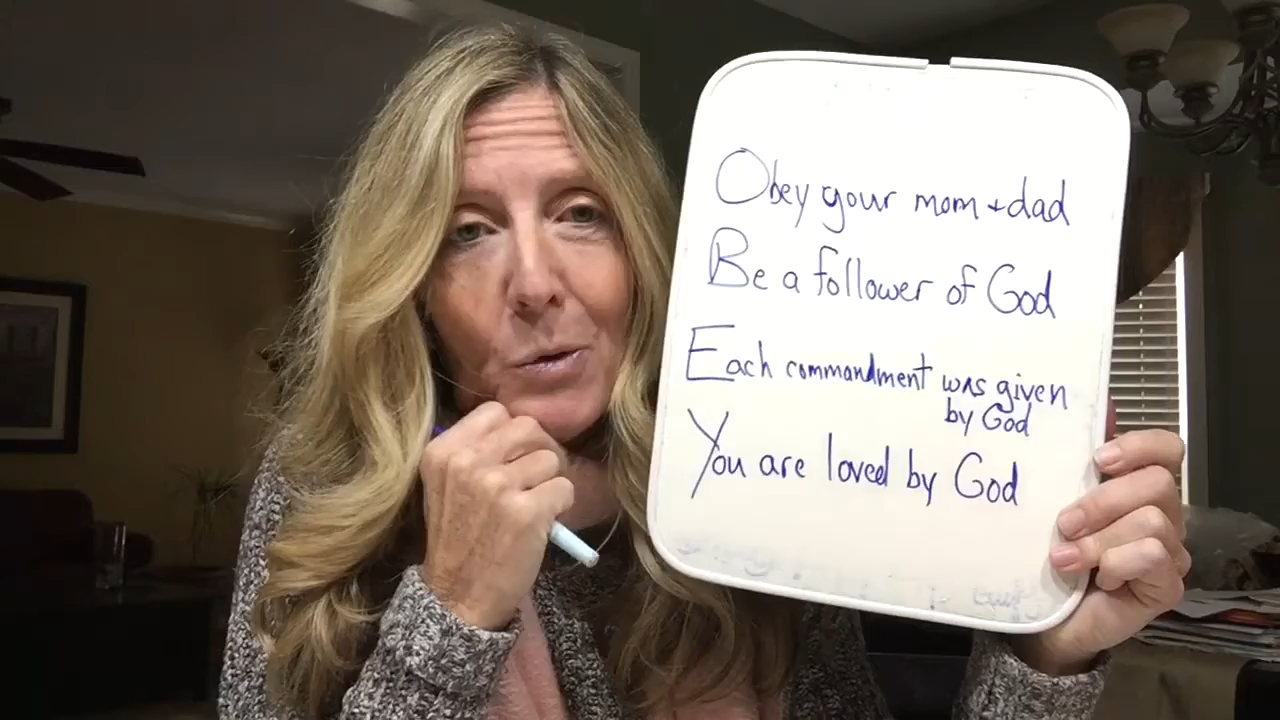 Obey your mom + dad
Be a follower of God
Each commandment was given
by God
You are loved by God